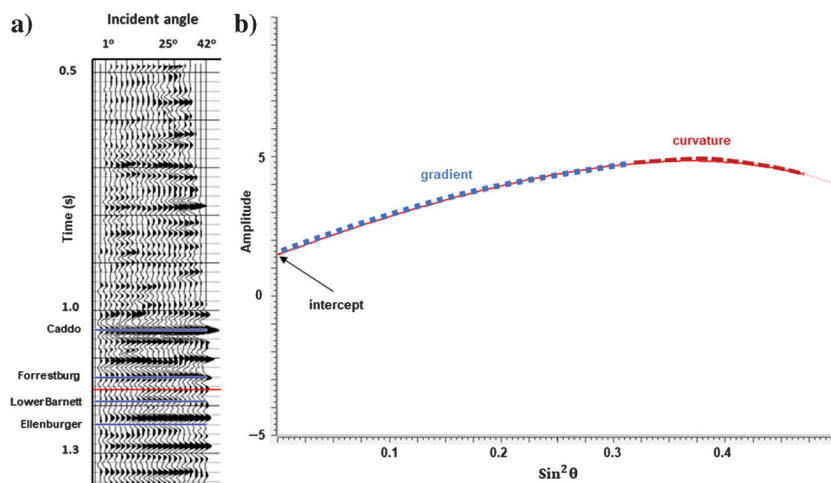 a)
Incident angle
1º 25º 42º
0.5
Time (s)
1.0
Caddo
Forrestburg
LowerBarnett
Ellenburger
1.3
b)
5
0
−5
Amplitude
gradient
curvature
intercept
0.1 0.2 0.3 0.4
Sin²θ